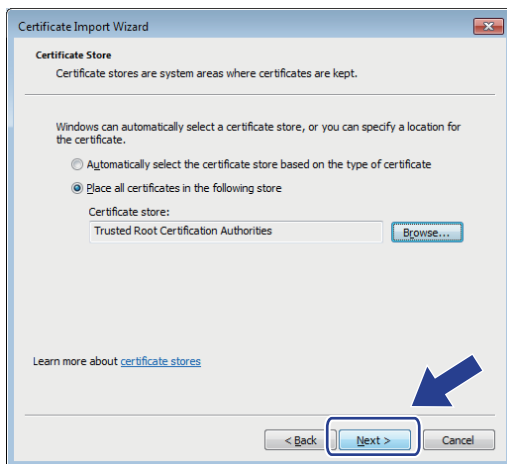 Certificate Import Wizard
Certificate Store
Certificate stores are system areas where certificates are kept.
Windows can automatically select a certificate store, or you can specify a location for
the certificate.
Automatically select the certificate store based on the type of certificate
Place all certificates in the following store
Certificate store:
Trusted Root Certification Authorities
Browse...
Learn more about certificate stores
< Back
Next >
Cancel